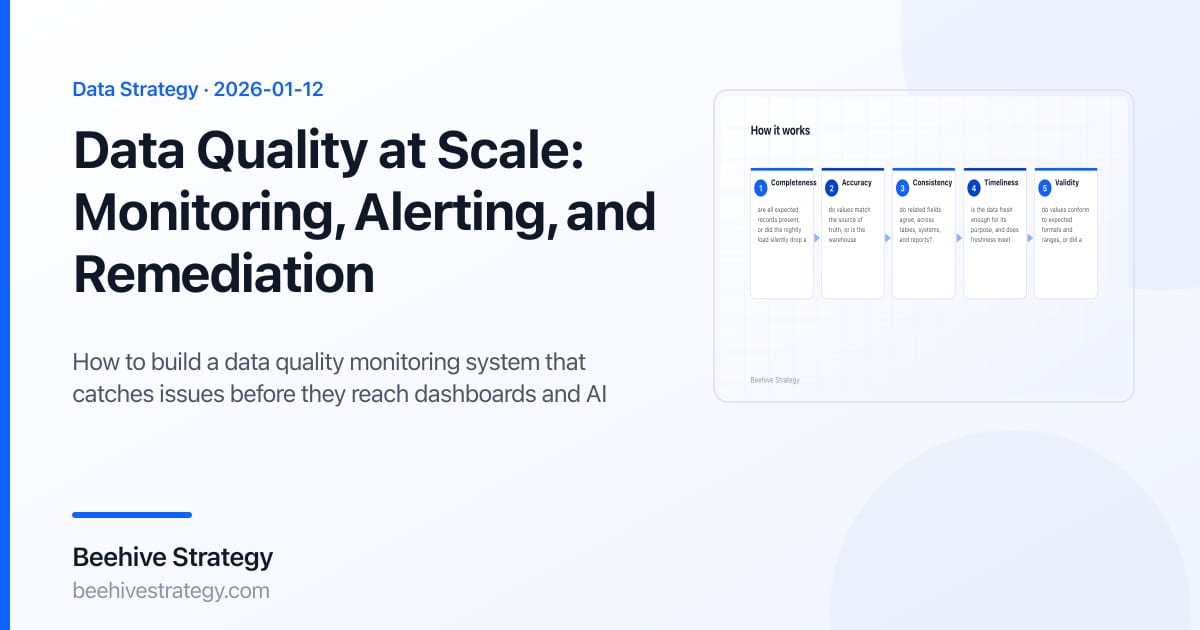 Data Strategy · 2026-01-12
Data Quality at Scale:
Monitoring, Alerting, and
Remediation
How to build a data quality monitoring system that
catches issues before they reach dashboards and AI
Beehive Strategy
beehivestrategy.com
How it works
1 Completeness
are all expected
records present,
or did the nightly
load silently drop a
2 Accuracy
do values match
the source of
truth, or is the
warehouse
3 Consistency
do related fields
agree, across
tables, systems,
and reports?
4 Timeliness
is the data fresh
enough for its
purpose, and does
freshness meet
5 Validity
do values conform
to expected
formats and
ranges, or did a
Beehive Strategy